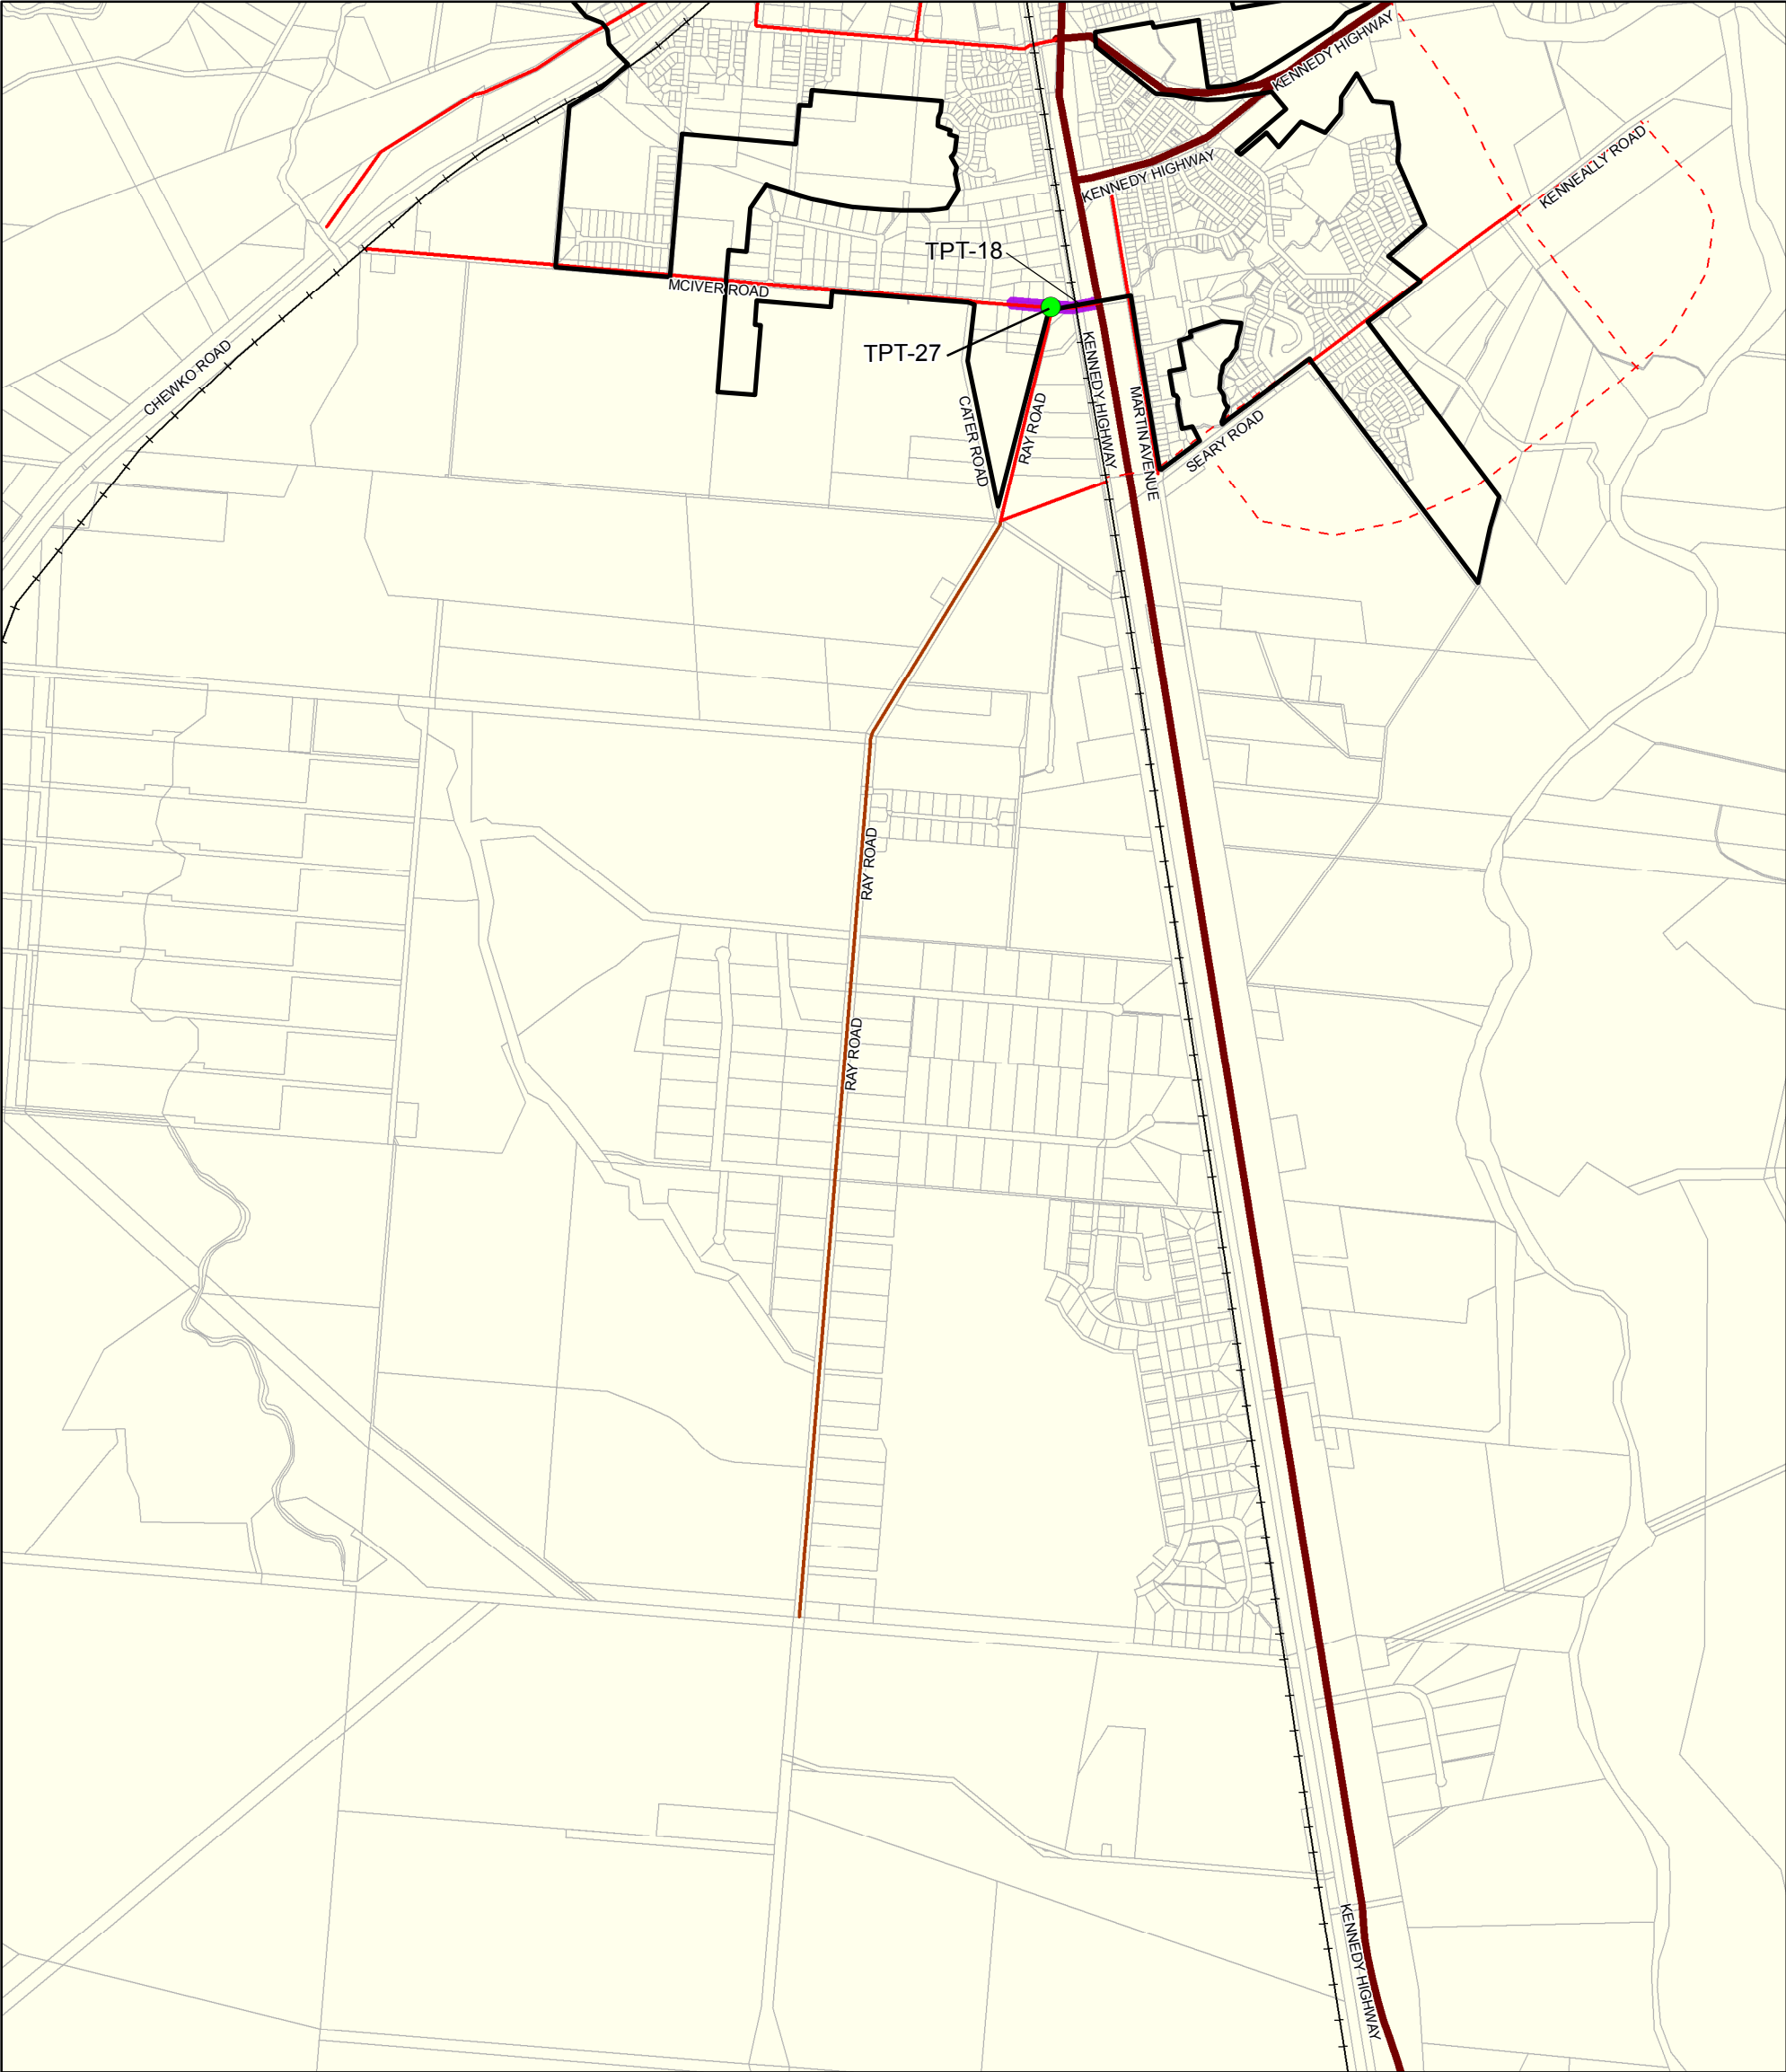 KENNEDY HIGHWAY
KENNEALLY ROAD
KENNEDY HIGHWAY
TPT-18
MCIVER ROAD
TPT-27
CHEWKO ROAD
KENNEDY HIGHWAY
MARTIN AVENUE
CATER ROAD
RAY ROAD
SEARY ROAD
RAY ROAD
RAY ROAD
KENNEDY HIGHWAY